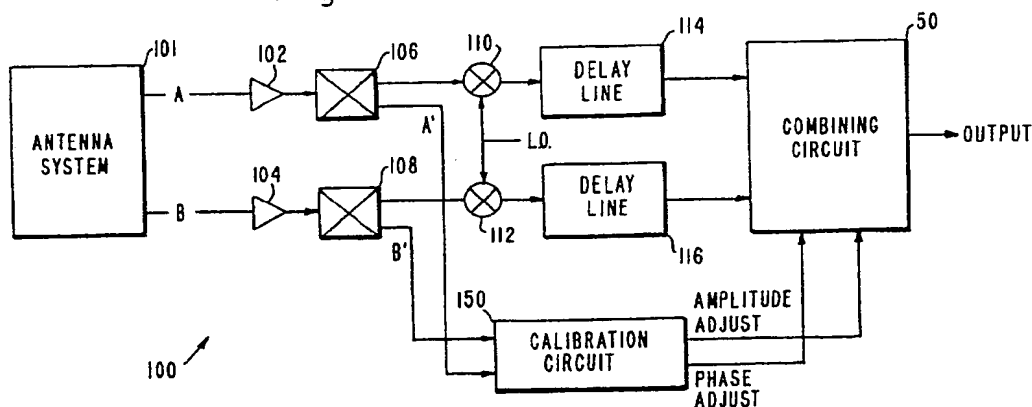 101
ANTENNA
SYSTEM
A
B
102
104
106
108
A'
B'
110
112
L.O.
114
DELAY
LINE
DELAY
LINE
116
50
COMBINING
CIRCUIT
OUTPUT
150
CALIBRATION
CIRCUIT
AMPLITUDE
ADJUST
PHASE
ADJUST
100